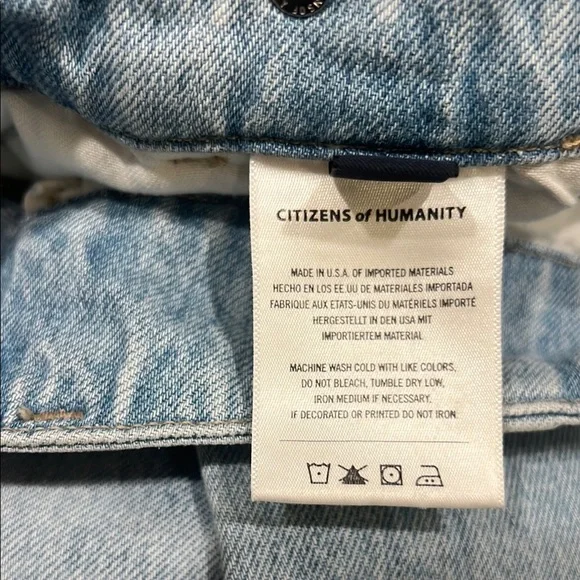 CITIZENS of HUMANITY
MADE IN U.S.A. OF IMPORTED MATERIALS
HECHO EN LOS EE.UU DE MATERIALES IMPORTADA
FABRIQUÉ AUX ETATS-UNIS DU MATÉRIELS IMPORTÉ
HERGESTELLT IN DEN USA MIT
IMPORTIERTEM MATERIAL
MACHINE WASH COLD WITH LIKE COLORS,
DO NOT BLEACH, TUMBLE DRY LOW,
IRON MEDIUM IF NECESSARY.
IF DECORATED OR PRINTED DO NOT IRON.